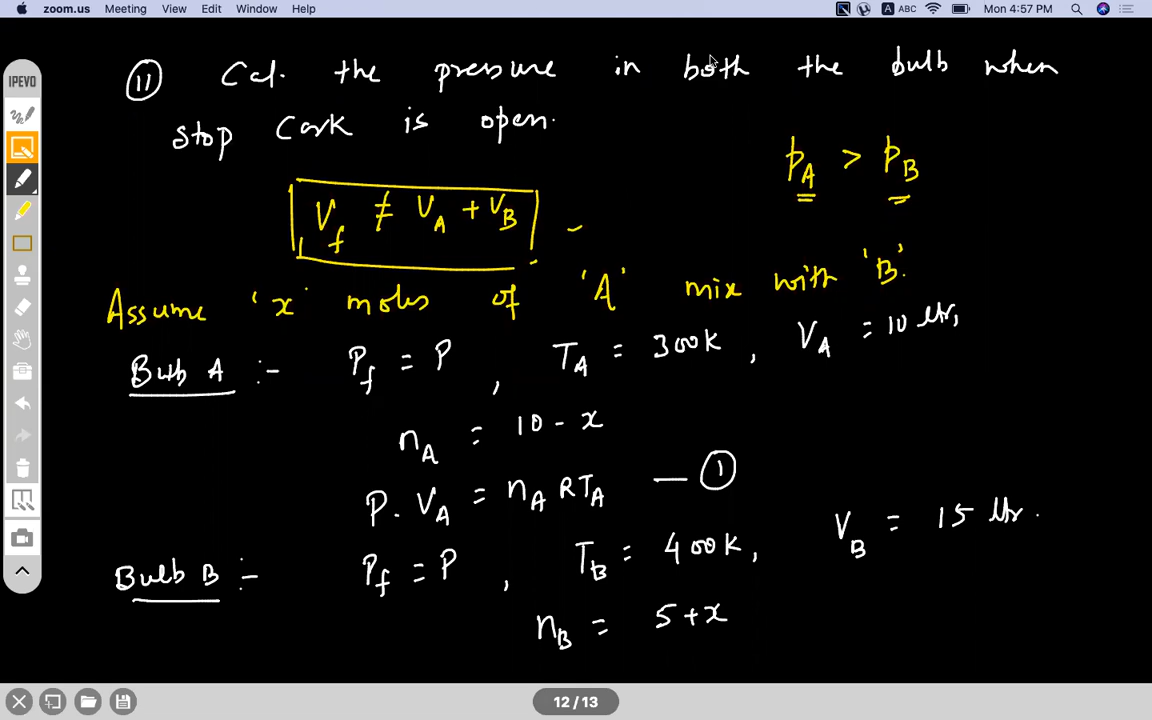 zoom.us Meeting View Edit Window Help A ABC Mon 4:57 PM
IPEVO
(11) Cal. the pressure in both the bulb when
stop Cork is open.
pA > pB
Vf ≠ VA + VB
Assume 'x' moles of 'A' mix with 'B'.
Bulb A :- Pf = P , TA = 300K , VA = 10 ltr,
nA = 10 - x
P. VA = nA RTA — (1)
Bulb B :- Pf = P , TB = 400K, VB = 15 ltr.
nB = 5 + x
12 / 13